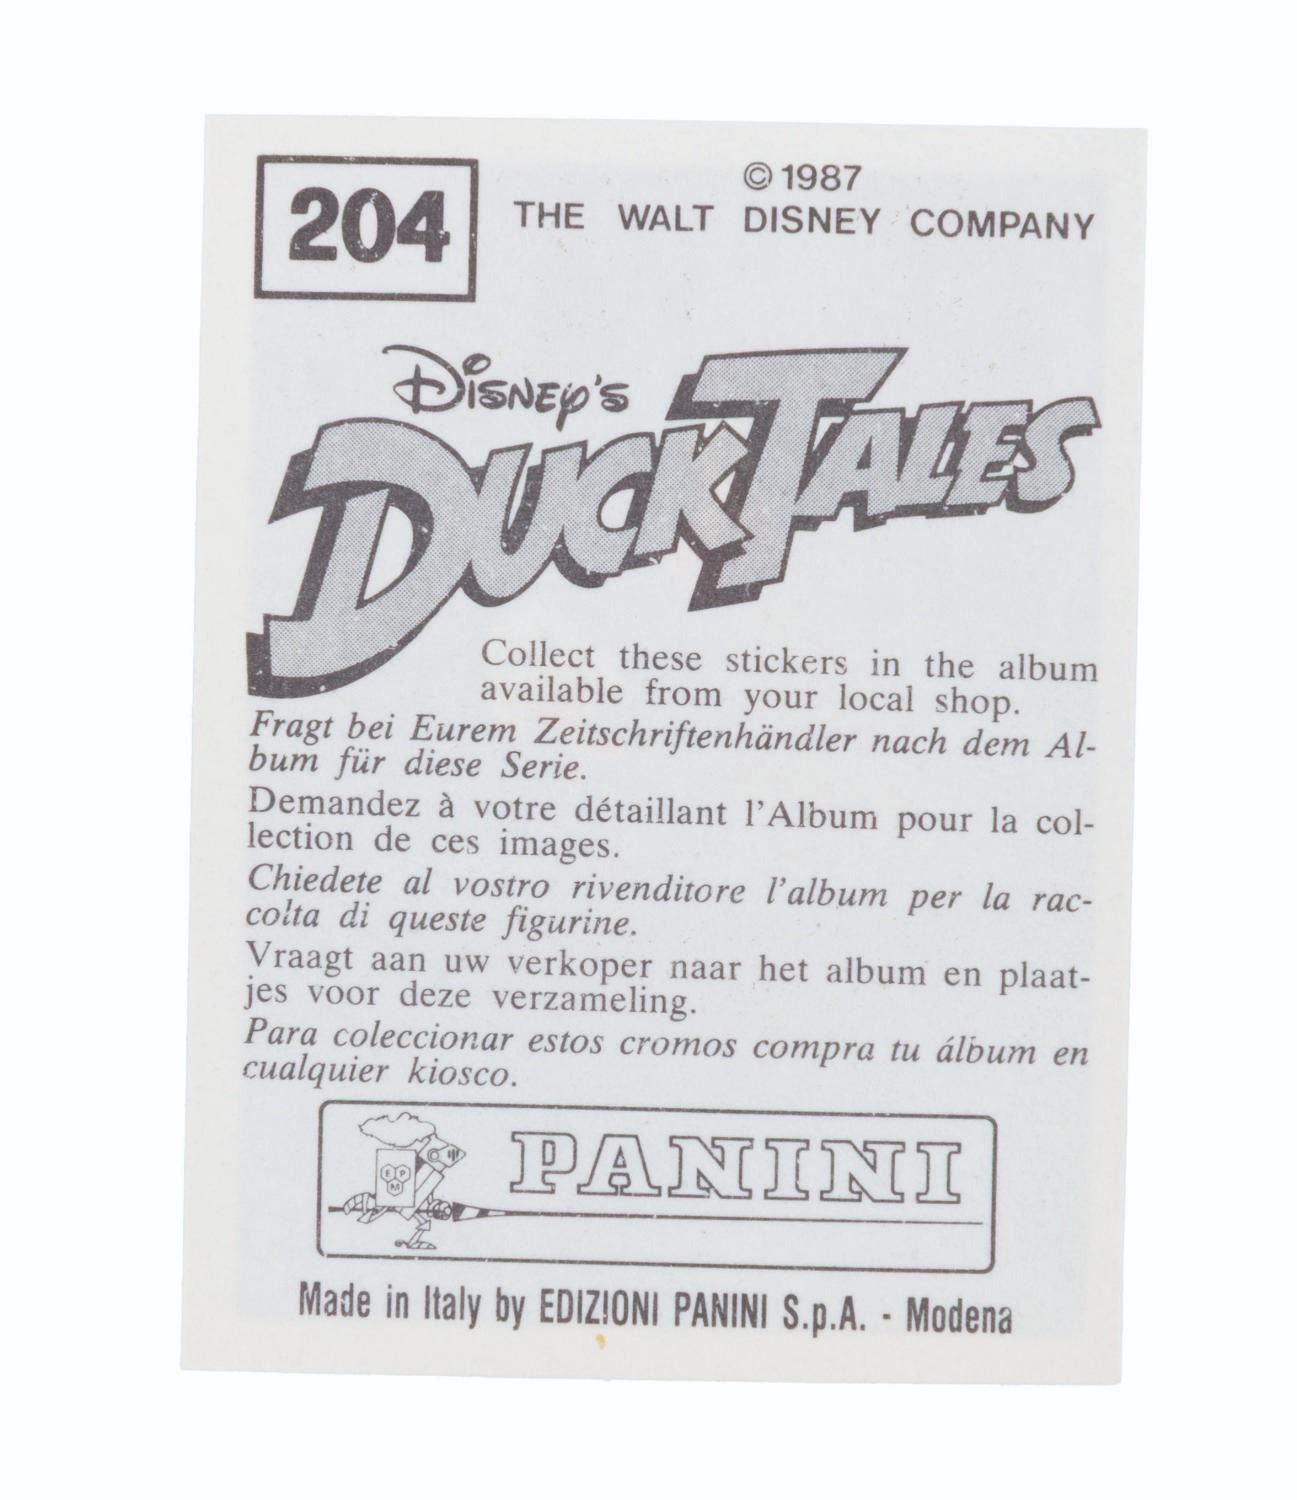 204
© 1987
THE WALT DISNEY COMPANY
DISNEY'S
DUCKTALES
Collect these stickers in the album
available from your local shop.
Fragt bei Eurem Zeitschriftenhändler nach dem Al-
bum für diese Serie.
Demandez à votre détaillant l'Album pour la col-
lection de ces images.
Chiedete al vostro rivenditore l'album per la rac-
colta di queste figurine.
Vraagt aan uw verkoper naar het album en plaat-
jes voor deze verzameling.
Para coleccionar estos cromos compra tu álbum en
cualquier kiosco.
E P
M
PANINI
Made in Italy by EDIZIONI PANINI S.p.A. - Modena